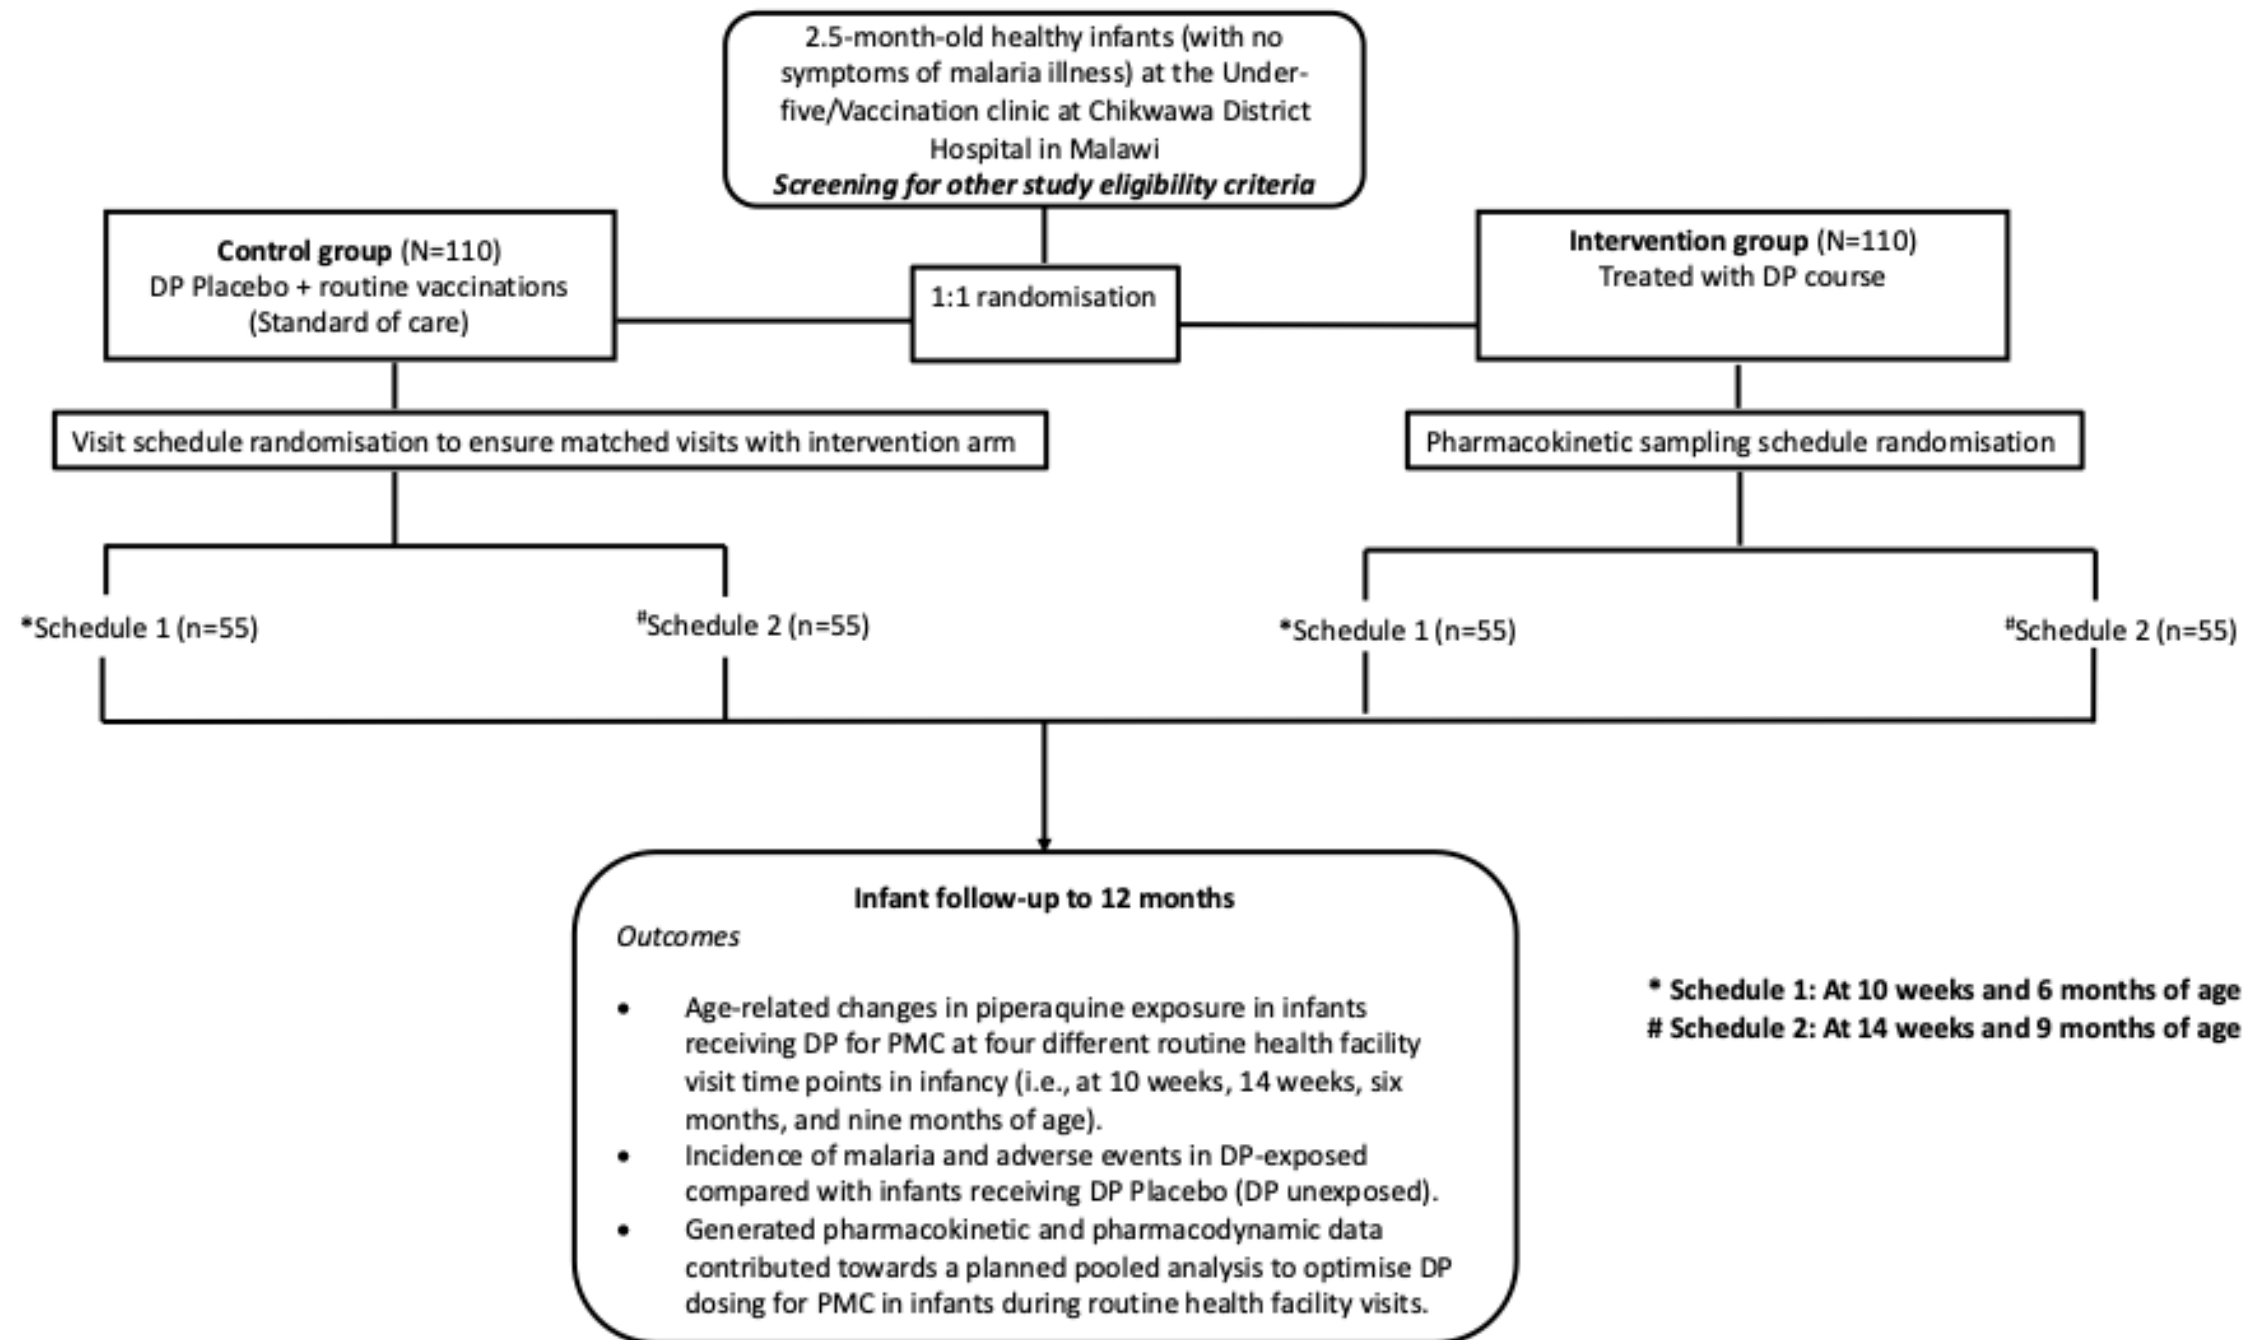 2.5-month-old healthy infants (with no
symptoms of malaria illness) at the Under-
five/Vaccination clinic at Chikwawa District
Hospital in Malawi
Screening for other study eligibility criteria
Control group (N=110)
DP Placebo + routine vaccinations
(Standard of care)
1:1 randomisation
Intervention group (N=110)
Treated with DP course
Visit schedule randomisation to ensure matched visits with intervention arm
Pharmacokinetic sampling schedule randomisation
*Schedule 1 (n=55)
#Schedule 2 (n=55)
*Schedule 1 (n=55)
#Schedule 2 (n=55)
Infant follow-up to 12 months
Outcomes
• Age-related changes in piperaquine exposure in infants
receiving DP for PMC at four different routine health facility
visit time points in infancy (i.e., at 10 weeks, 14 weeks, six
months, and nine months of age).
• Incidence of malaria and adverse events in DP-exposed
compared with infants receiving DP Placebo (DP unexposed).
• Generated pharmacokinetic and pharmacodynamic data
contributed towards a planned pooled analysis to optimise DP
dosing for PMC in infants during routine health facility visits.
* Schedule 1: At 10 weeks and 6 months of age
# Schedule 2: At 14 weeks and 9 months of age